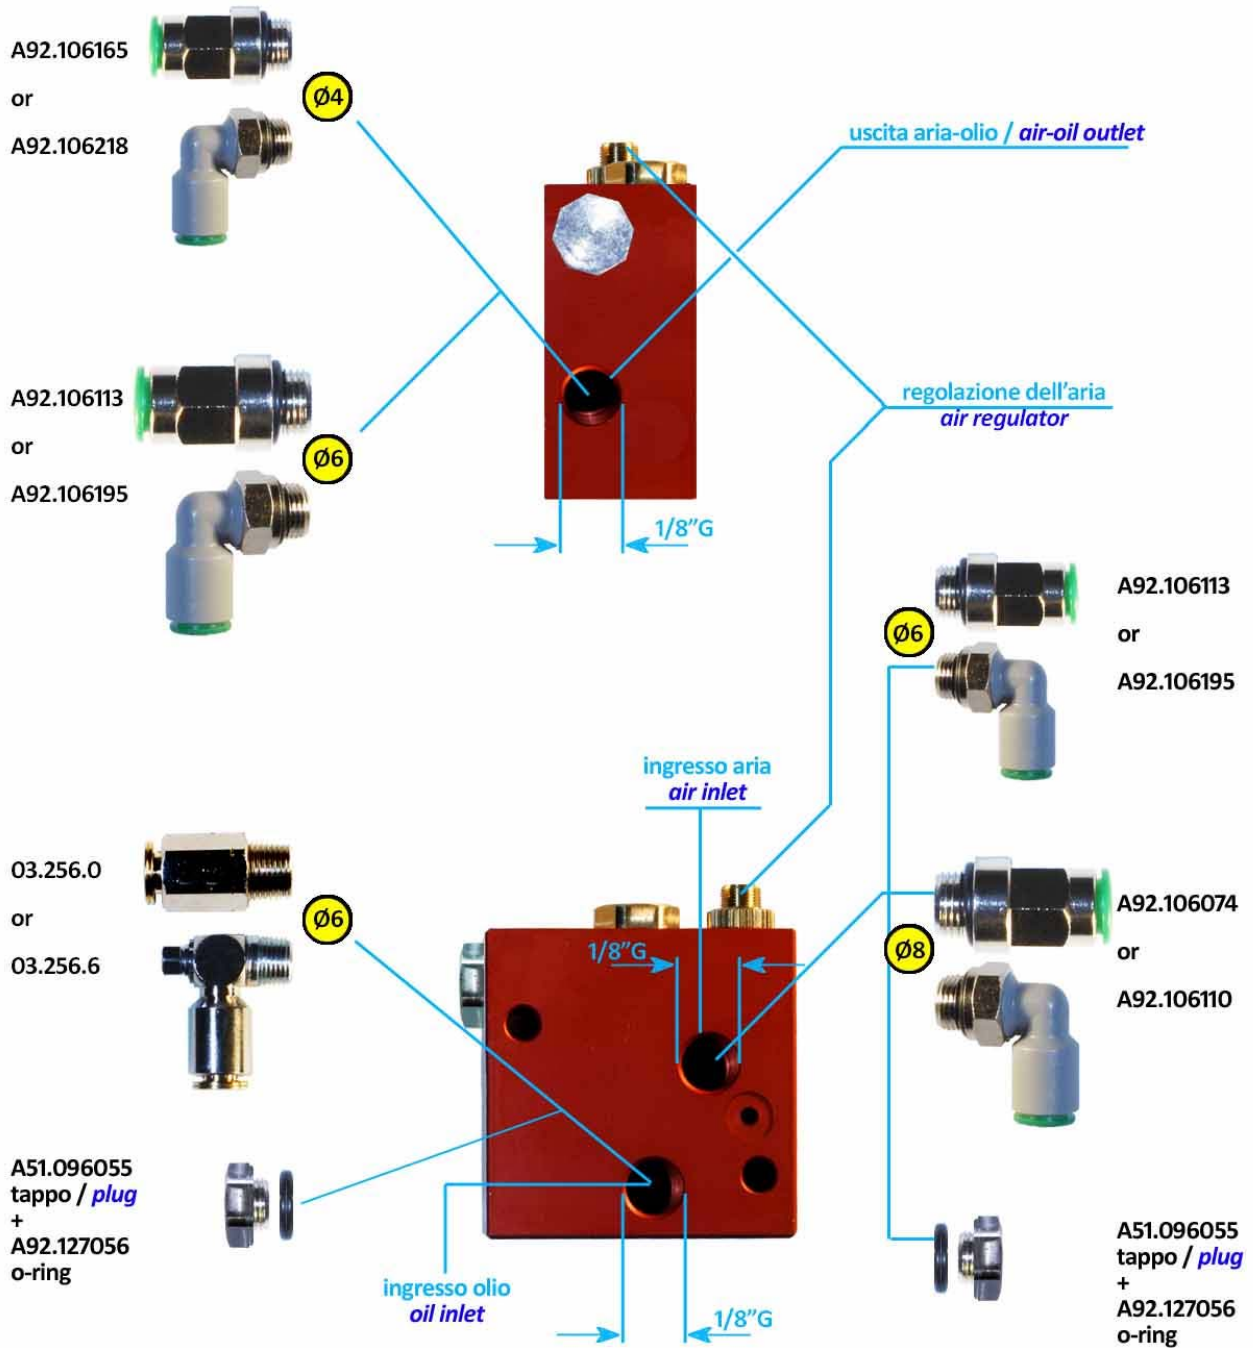 A92.106165
or
A92.106218
Ø4
uscita aria-olio / air-oil outlet
A92.106113
or
A92.106195
Ø6
regolazione dell'aria
air regulator
1/8"G
A92.106113
or
A92.106195
Ø6
ingresso aria
air inlet
03.256.0
or
03.256.6
Ø6
1/8"G
A92.106074
or
A92.106110
Ø8
A51.096055
tappo / plug
+
A92.127056
o-ring
ingresso olio
oil inlet
1/8"G
A51.096055
tappo / plug
+
A92.127056
o-ring